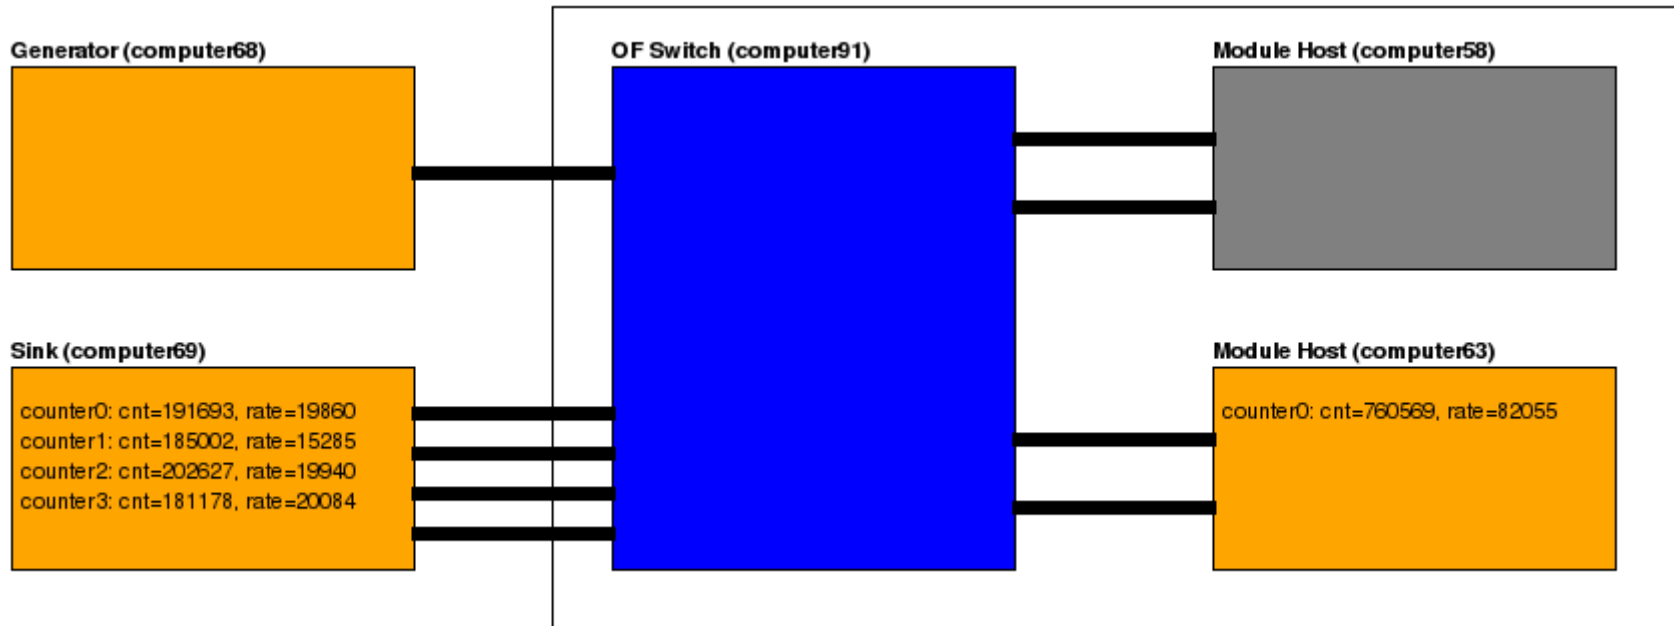 Generator (computer68)
OF Switch (computer91)
Module Host (computer58)
Sink (computer69)
counter0: cnt=191693, rate=19860
counter1: cnt=185002, rate=15285
counter2: cnt=202627, rate=19940
counter3: cnt=181178, rate=20084
Module Host (computer63)
counter0: cnt=760569, rate=82055